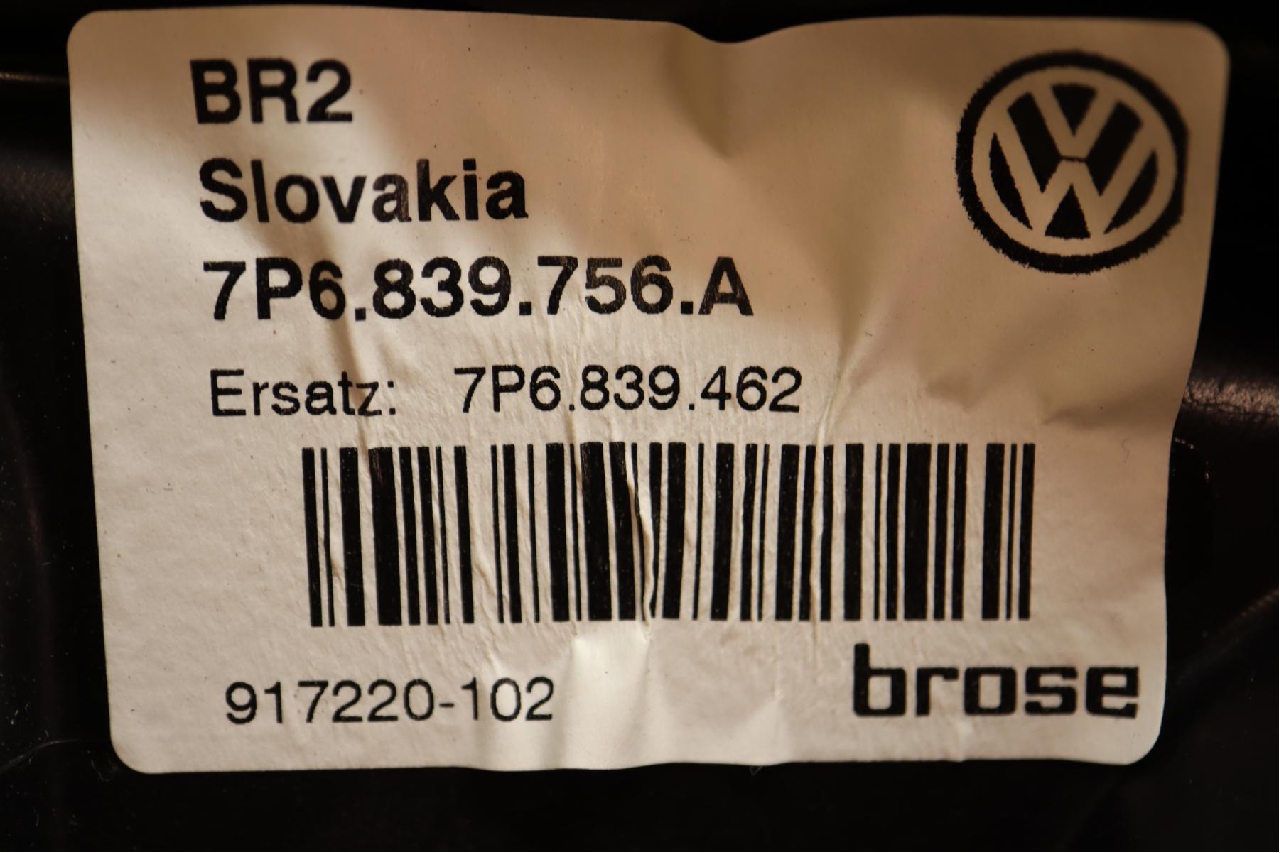 BR2
Slovakia
7P6.839.756.A
Ersatz: 7P6.839.462
917220-102
brose